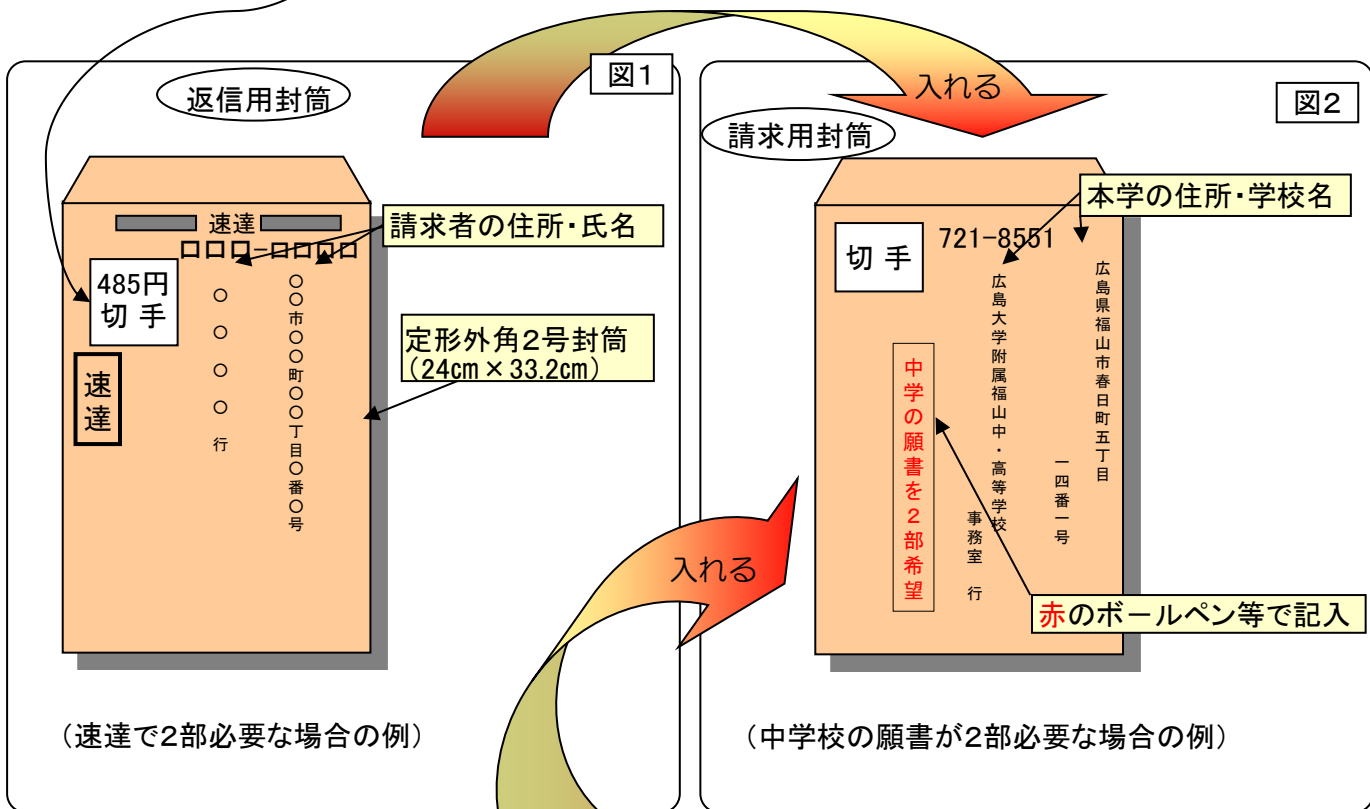 図1
返信用封筒
速達
□□□-□□□□
485円
切手
速達
○○市○○町○○丁目○番○号
○○○○ 行
請求者の住所・氏名
定形外角2号封筒
(24cm×33.2cm)
(速達で2部必要な場合の例)
入れる
入れる
図2
請求用封筒
切手
721-8551
本学の住所・学校名
広島県福山市春日町五丁目
一四番一号
広島大学附属福山中・高等学校
事務室 行
中学の願書を2部希望
赤のボールペン等で記入
(中学校の願書が2部必要な場合の例)